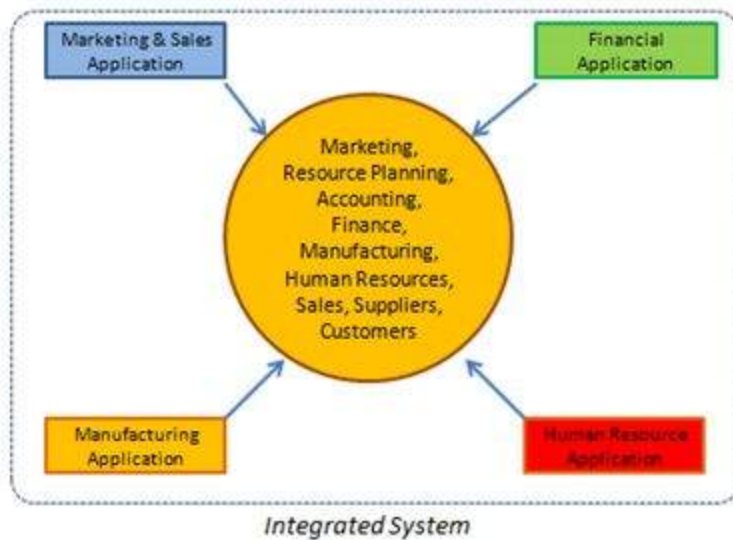 Marketing & Sales
Application
Financial
Application
Marketing,
Resource Planning,
Accounting,
Finance,
Manufacturing,
Human Resources,
Sales, Suppliers,
Customers
Manufacturing
Application
Human Resource
Application
Integrated System